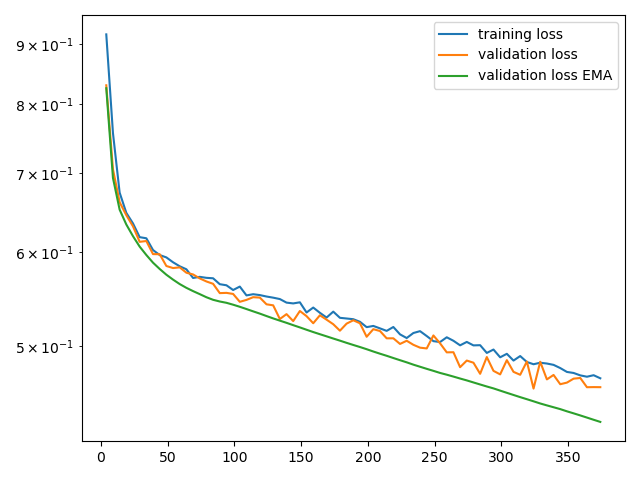 9 × 10⁻¹
8 × 10⁻¹
7 × 10⁻¹
6 × 10⁻¹
5 × 10⁻¹
training loss
validation loss
validation loss EMA
0 50 100 150 200 250 300 350